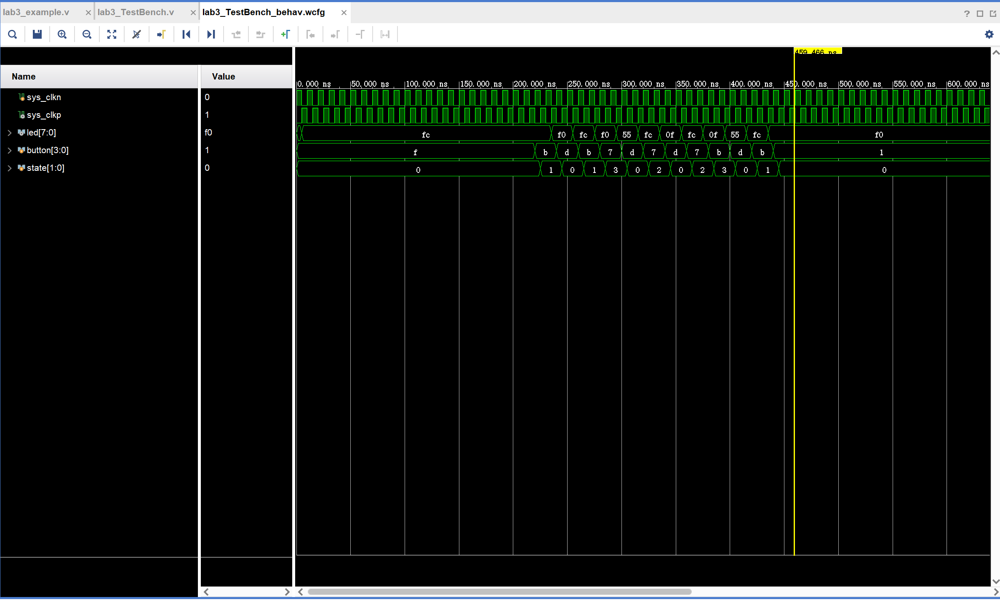 lab3_example.v × lab3_TestBench.v × lab3_TestBench_behav.wcfg ×
?
459.466 ns
Name Value
0.000 ns 50.000 ns 100.000 ns 150.000 ns 200.000 ns 250.000 ns 300.000 ns 350.000 ns 400.000 ns 450.000 ns 500.000 ns 550.000 ns 600.000 ns
sys_clkn 0
sys_clkp 1
led[7:0] f0 fc f0 fc f0 55 fc 0f fc 0f 55 fc f0
button[3:0] 1 f b d b 7 d 7 d 7 b d b 1
state[1:0] 0 0 1 0 1 3 0 2 0 2 3 0 1 0